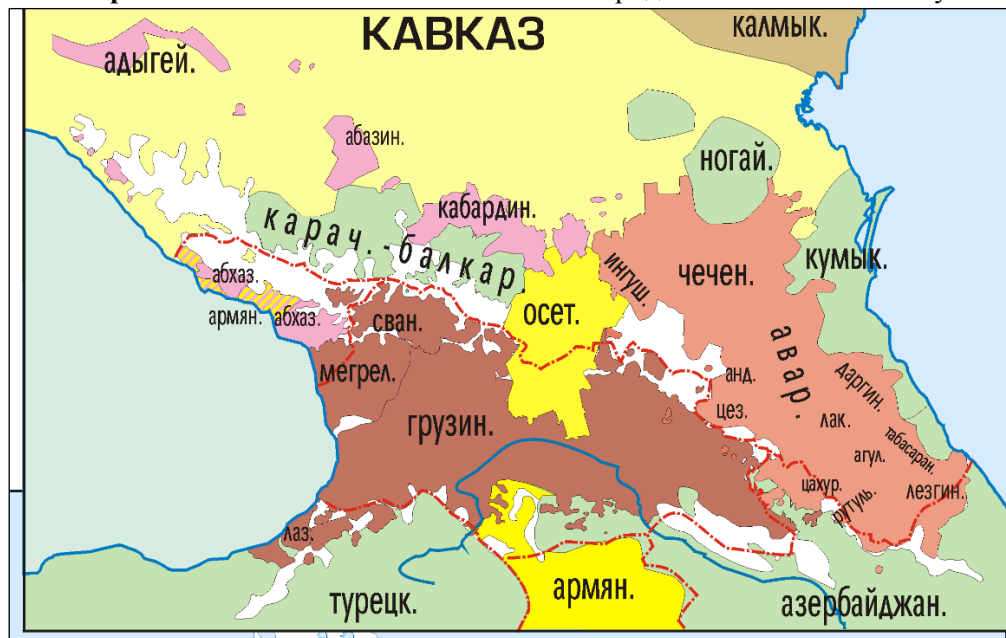 КАВКАЗ
калмык.
адыгей.
абазин.
ногай.
кабардин.
карач.-балкар.
кумык.
чечен.
ингуш.
абхаз.
осет.
армян.
абхаз.
сван.
авар.
мегрел.
анд.
даргин.
цез.
лак.
грузин.
табасаран.
агул.
цахур.
лезгин.
рутуль.
лаз.
армян.
турецк.
азербайджан.